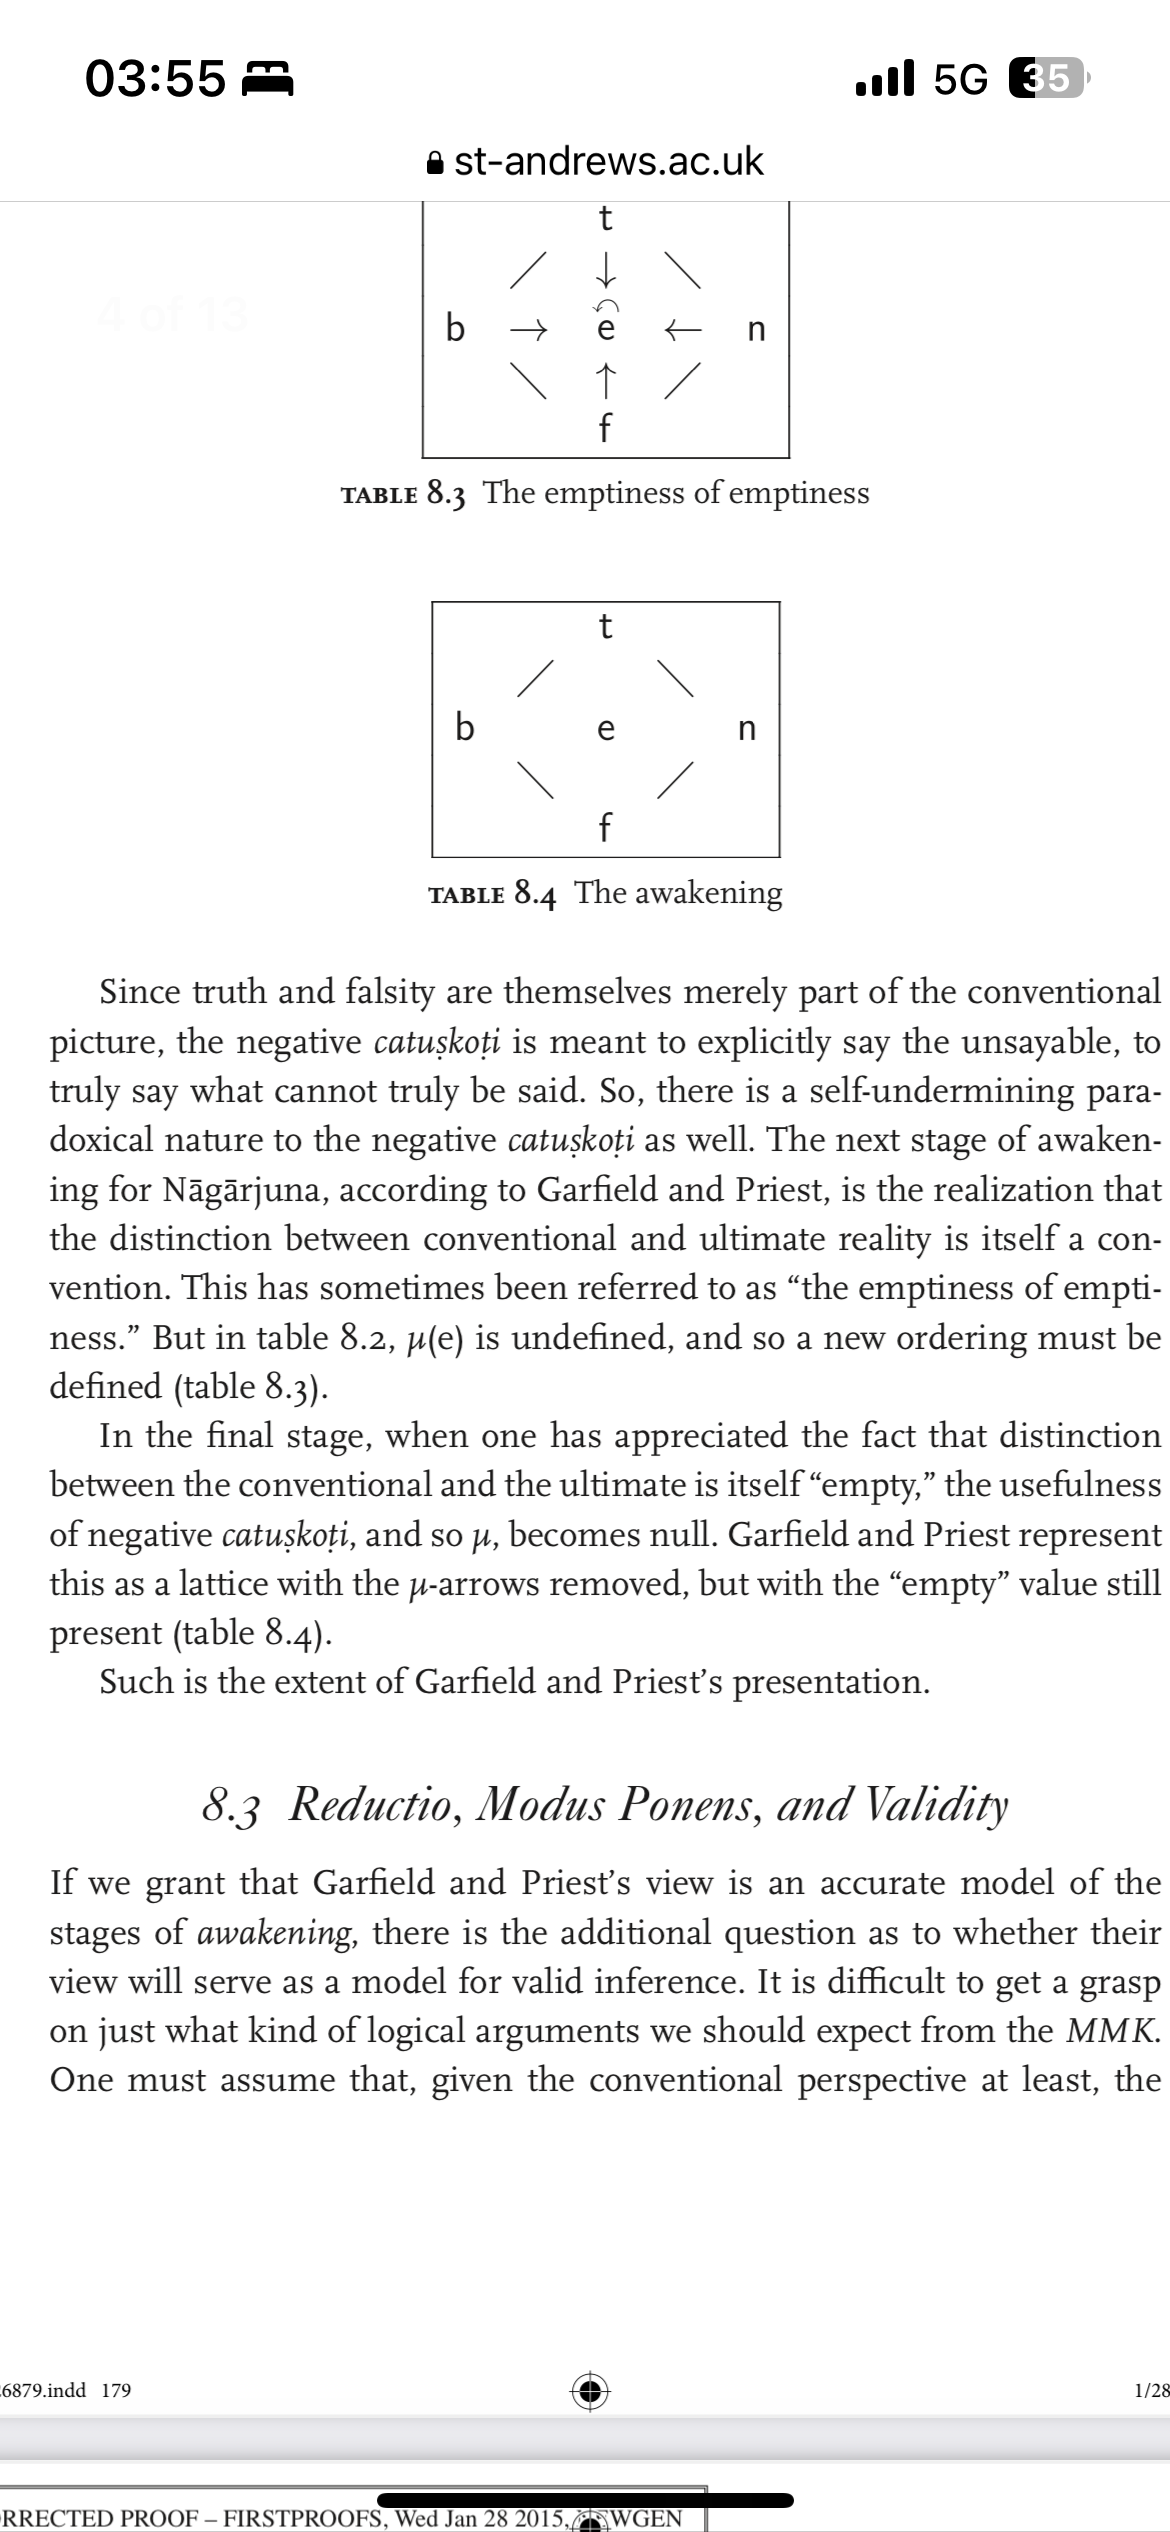 03:55
5G 35
st-andrews.ac.uk
4 of 13
t
↓
b → e ← n
↑
f
TABLE 8.3 The emptiness of emptiness
t
b e n
f
TABLE 8.4 The awakening
Since truth and falsity are themselves merely part of the conventional
picture, the negative catuṣkoṭi is meant to explicitly say the unsayable, to
truly say what cannot truly be said. So, there is a self-undermining para-
doxical nature to the negative catuṣkoṭi as well. The next stage of awaken-
ing for Nāgārjuna, according to Garfield and Priest, is the realization that
the distinction between conventional and ultimate reality is itself a con-
vention. This has sometimes been referred to as “the emptiness of empti-
ness.” But in table 8.2, μ(e) is undefined, and so a new ordering must be
defined (table 8.3).
In the final stage, when one has appreciated the fact that distinction
between the conventional and the ultimate is itself “empty,” the usefulness
of negative catuṣkoṭi, and so μ, becomes null. Garfield and Priest represent
this as a lattice with the μ-arrows removed, but with the “empty” value still
present (table 8.4).
Such is the extent of Garfield and Priest’s presentation.
8.3 Reductio, Modus Ponens, and Validity
If we grant that Garfield and Priest’s view is an accurate model of the
stages of awakening, there is the additional question as to whether their
view will serve as a model for valid inference. It is difficult to get a grasp
on just what kind of logical arguments we should expect from the MMK.
One must assume that, given the conventional perspective at least, the
26879.indd 179
1/28
RRECTED PROOF – FIRSTPROOFS, Wed Jan 28 2015, EWGEN